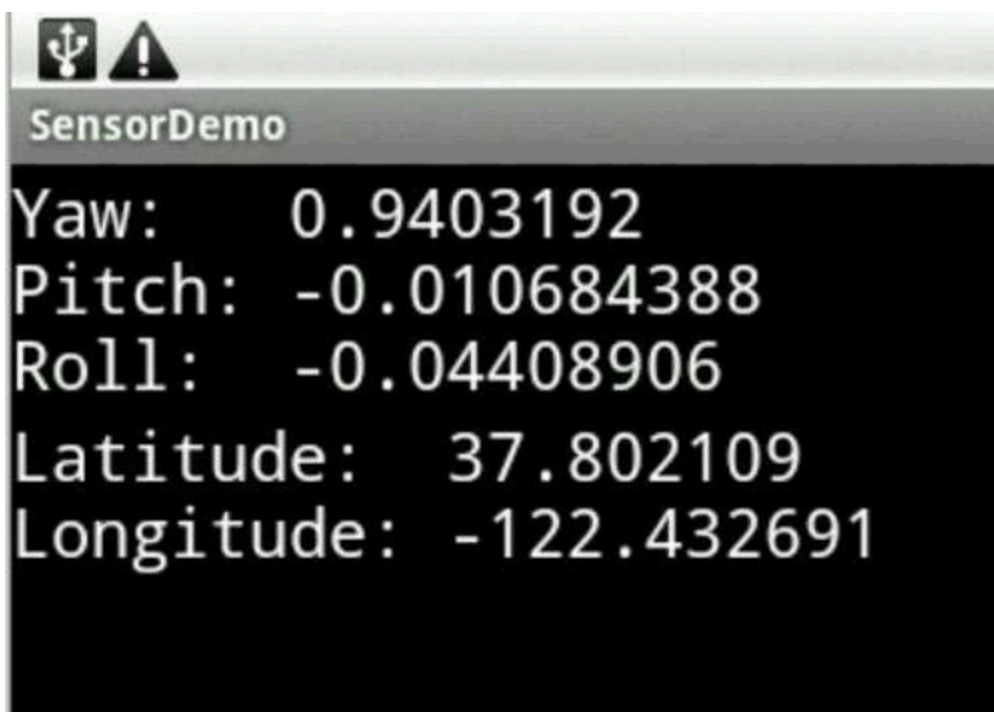 SensorDemo
Yaw: 0.9403192
Pitch: -0.010684388
Roll: -0.04408906
Latitude: 37.802109
Longitude: -122.432691